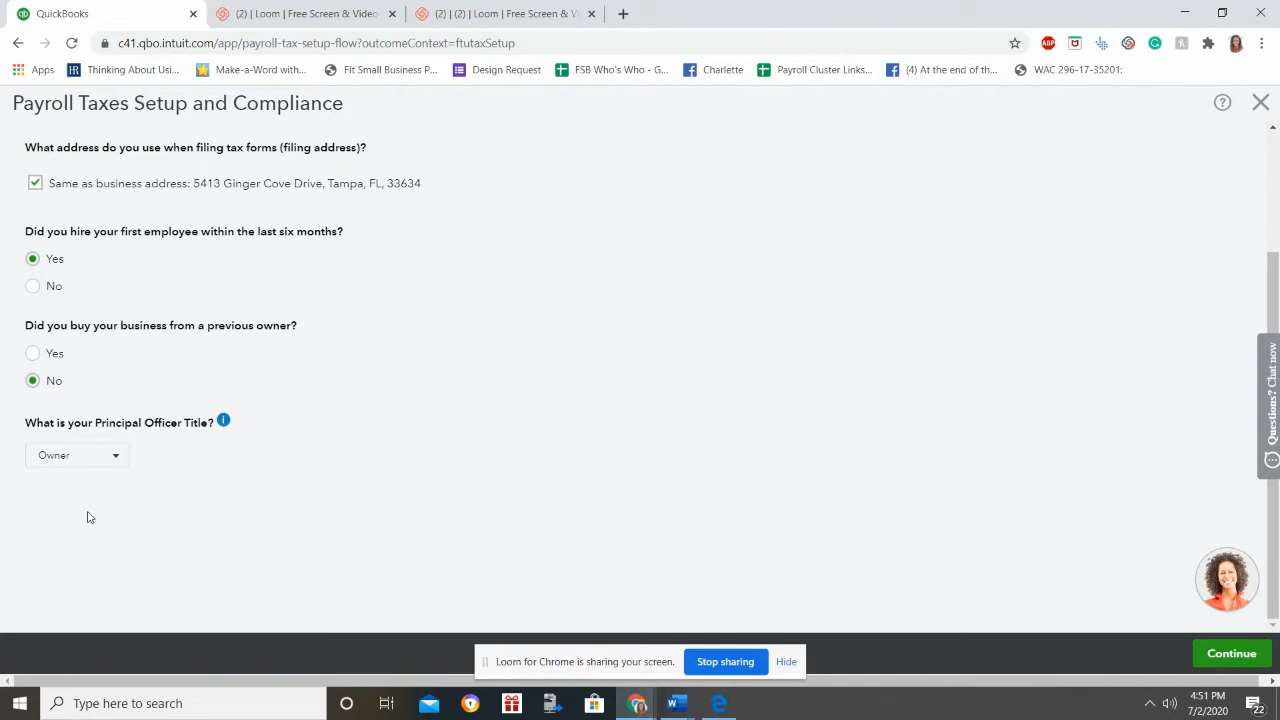 QuickBooks
(2) | Loom | Free Screen & Video
(2) | (2) | Loom | Free Screen & Vi
c41.qbo.intuit.com/app/payroll-tax-setup-flow?outcomeContext=ftutaxSetup
ABP
Apps
HR
Thinking About Usi...
Make-a-Word with...
Fit Small Business P...
Design Request
FSB Who's Who - G...
Charlette
Payroll Cluster Links...
(4) At the end of th...
WAC 296-17-35201:
Payroll Taxes Setup and Compliance
What address do you use when filing tax forms (filing address)?
Same as business address: 5413 Ginger Cove Drive, Tampa, FL, 33634
Did you hire your first employee within the last six months?
Yes
No
Did you buy your business from a previous owner?
Yes
No
What is your Principal Officer Title?
Owner
Questions? Chat now
Continue
Loom for Chrome is sharing your screen.
Stop sharing
Hide
Type here to search
4:51 PM
7/2/2020
22